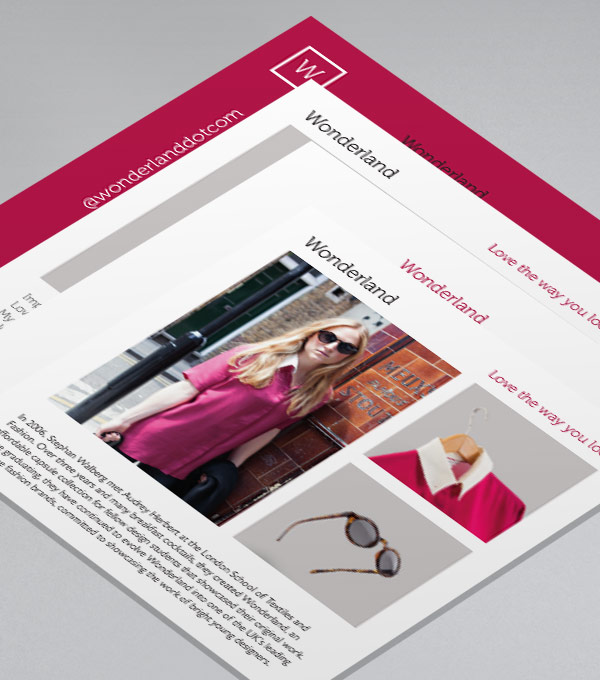 W
@wonderlanddotcom
Wonderland
Wonderland
Love the way you lo
Img
Lov
My
Wonderland
Wonderland
Love the way you lo
STOUT
In 2006, Stephan Walberg met Audrey Herbert at the London School of Textiles and
Fashion. Over three years and many breakfast cocktails, they created Wonderland, an
affordable capsule collection for fellow design students that showcased their original work.
graduating, they have continued to evolve Wonderland into one of the UK's leading
fashion brands, committed to showcasing the work of bright young designers.